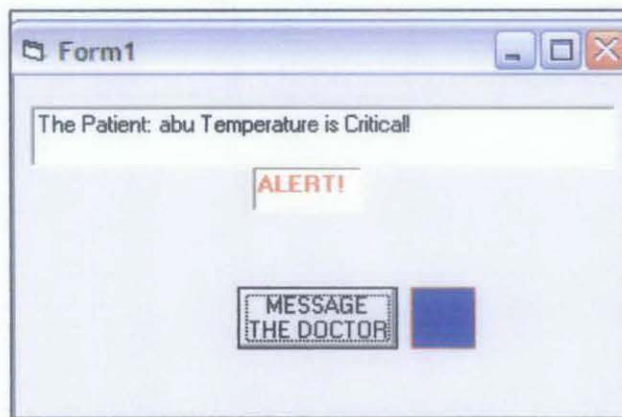 Form1
The Patient: abu Temperature is Critical!
ALERT!
MESSAGE
THE DOCTOR